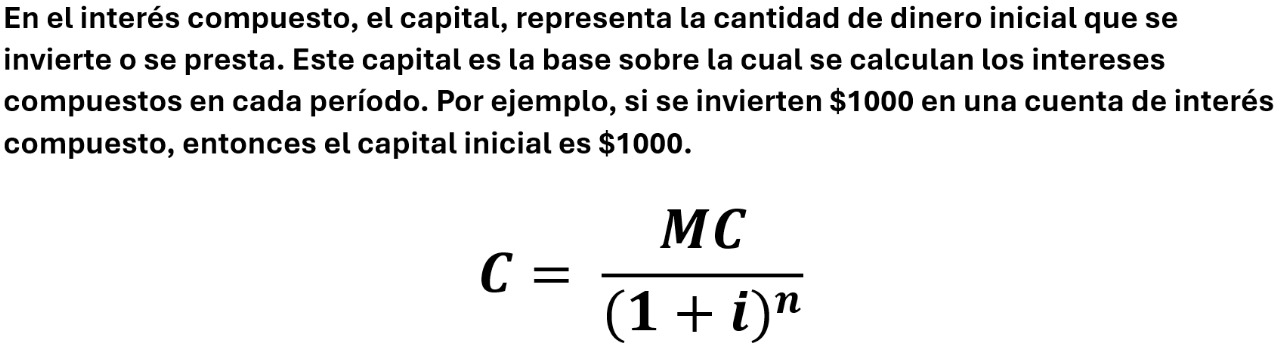 En el interés compuesto, el capital, representa la cantidad de dinero inicial que se
invierte o se presta. Este capital es la base sobre la cual se calculan los intereses
compuestos en cada período. Por ejemplo, si se invierten $1000 en una cuenta de interés
compuesto, entonces el capital inicial es $1000.
C = MC / (1 + i)^n